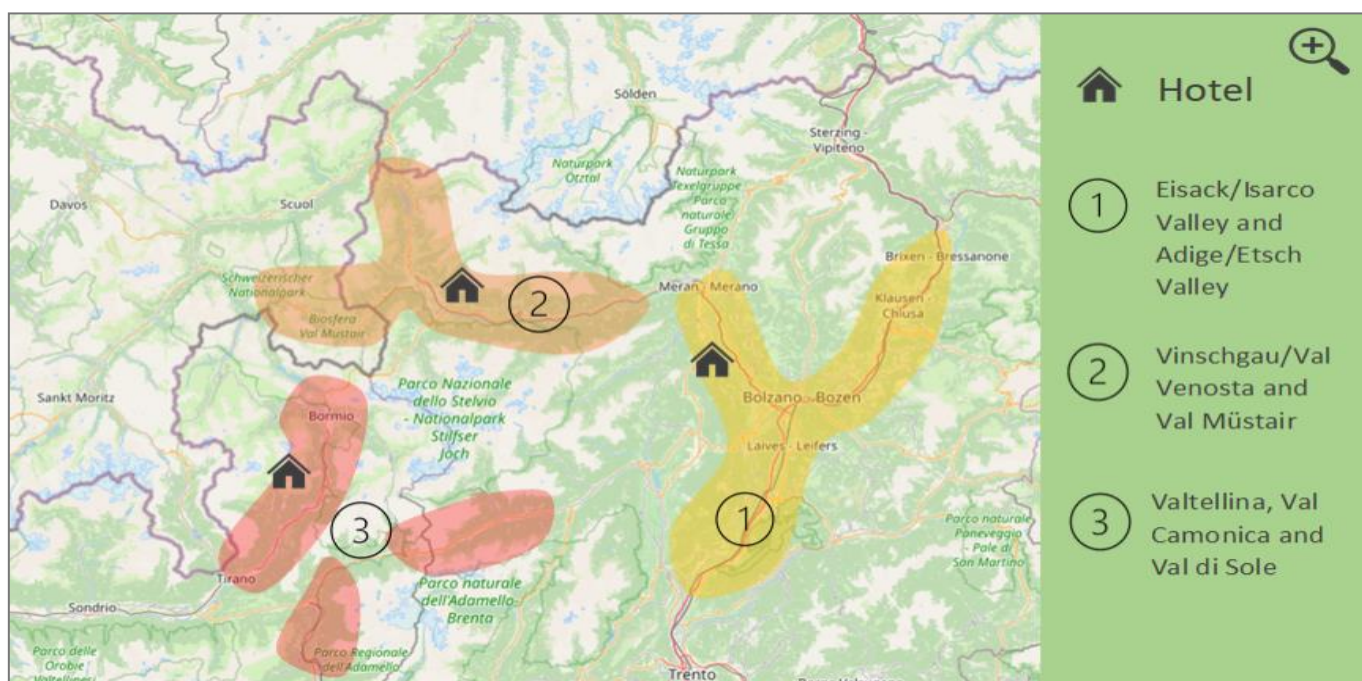 Sölden
Sterzing -
Vipiteno
Naturpark
Ötztal
Naturpark
Texelgruppe
- Parco
naturale
Gruppo
di Tessa
Davos
Scuol
Brixen - Bressanone
Schweizerischer
Nationalpark
Meran - Merano
Klausen -
Chiusa
2
Biosfera
Val Müstair
Parco Nazionale
dello Stelvio
- Nationalpark
Stilfser
Joch
Sankt Moritz
Bormio
Bolzano - Bozen
Laives - Leifers
1
3
Parco naturale
Paneveggio
- Pale di
San Martino
Tirano
Parco naturale
dell'Adamello-
Brenta
Sondrio
Parco delle
Orobie
Valtellinesi
Parco Regionale
dell'Adamello
Trento
Hotel
1
Eisack/Isarco
Valley and
Adige/Etsch
Valley
2
Vinschgau/Val
Venosta and
Val Müstair
3
Valtellina, Val
Camonica and
Val di Sole